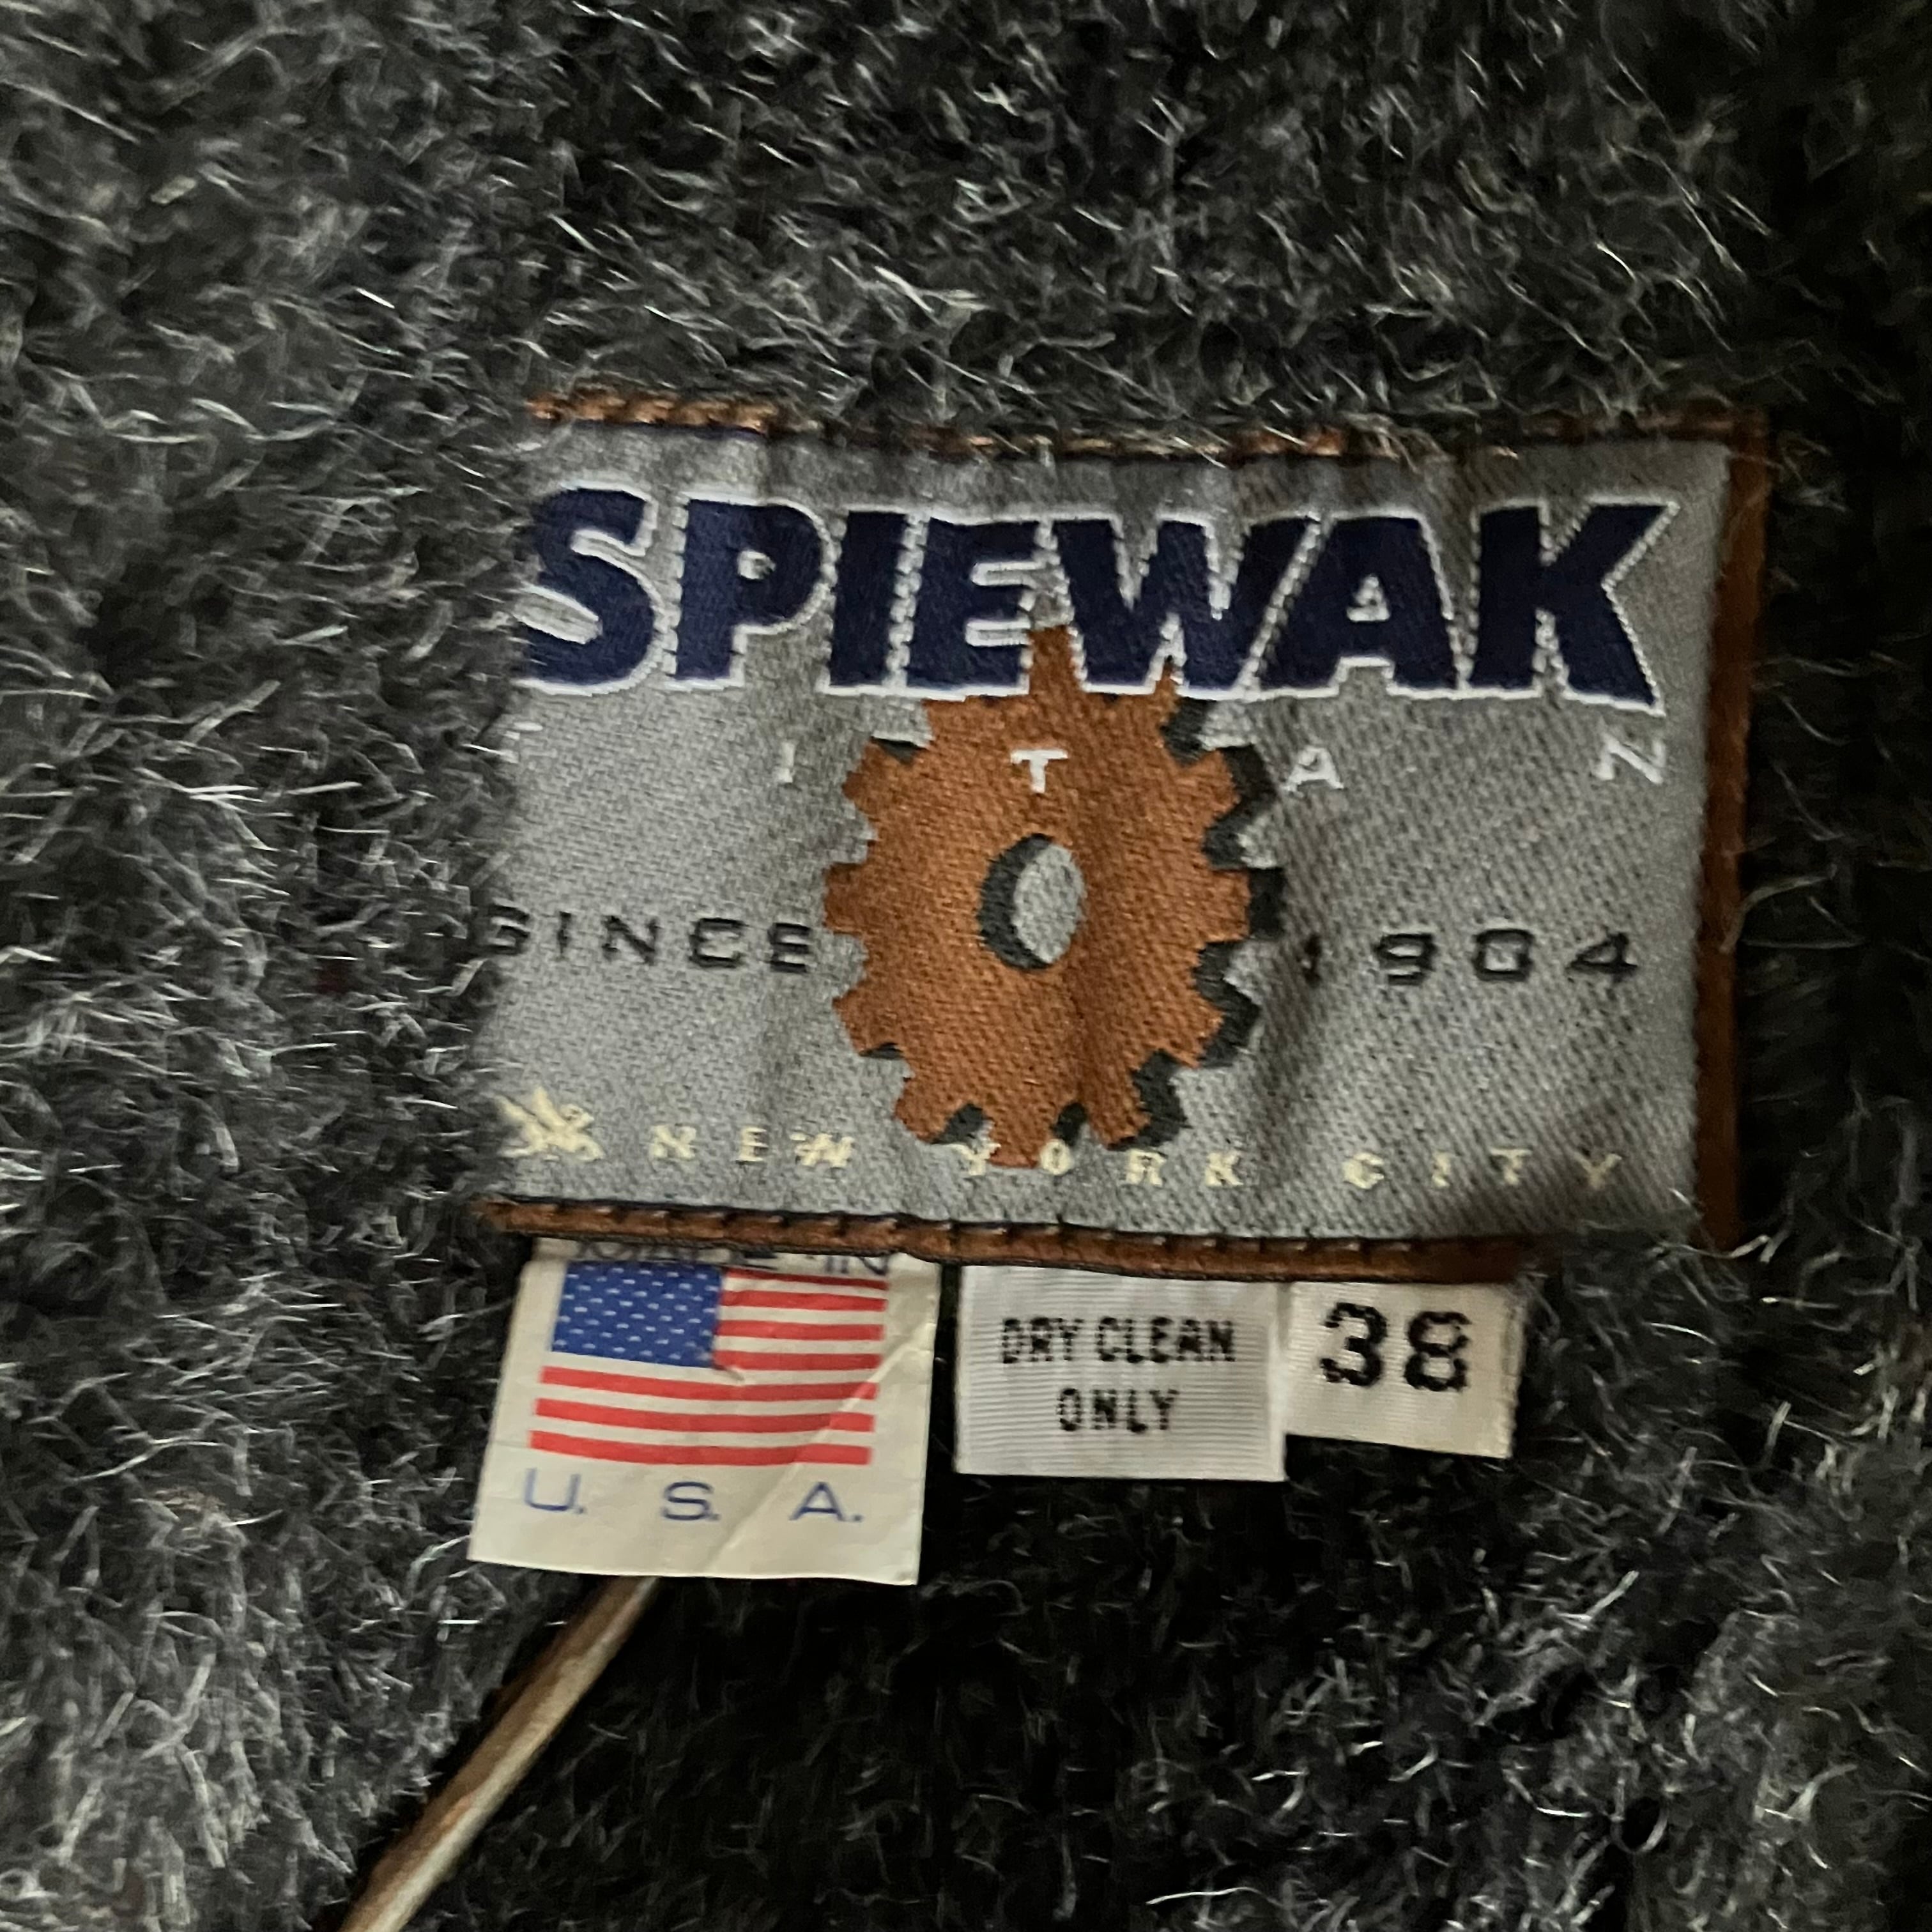 SPIEWAK
TITAN
SINCE 1904
NEW YORK CITY
MADE IN
U. S. A.
DRY CLEAN
ONLY
38